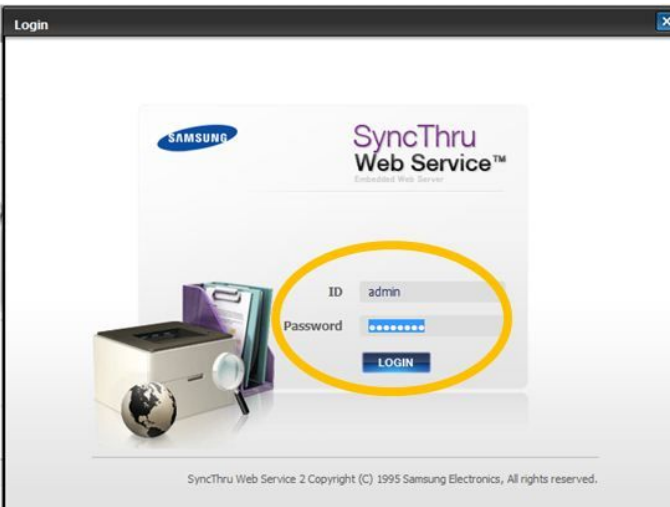 Login
SAMSUNG
SyncThru
Web Service™
Embedded Web Server
ID admin
Password ••••••••
LOGIN
SyncThru Web Service 2 Copyright (C) 1995 Samsung Electronics, All rights reserved.